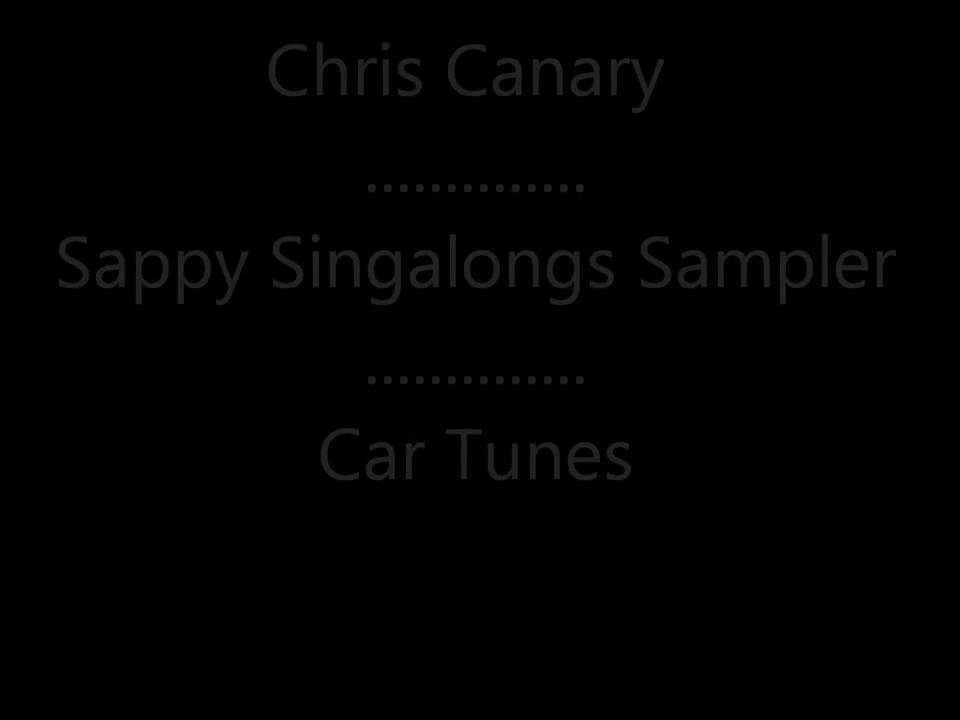 Chris Canary
..............
Sappy Singalongs Sampler
..............
Car Tunes